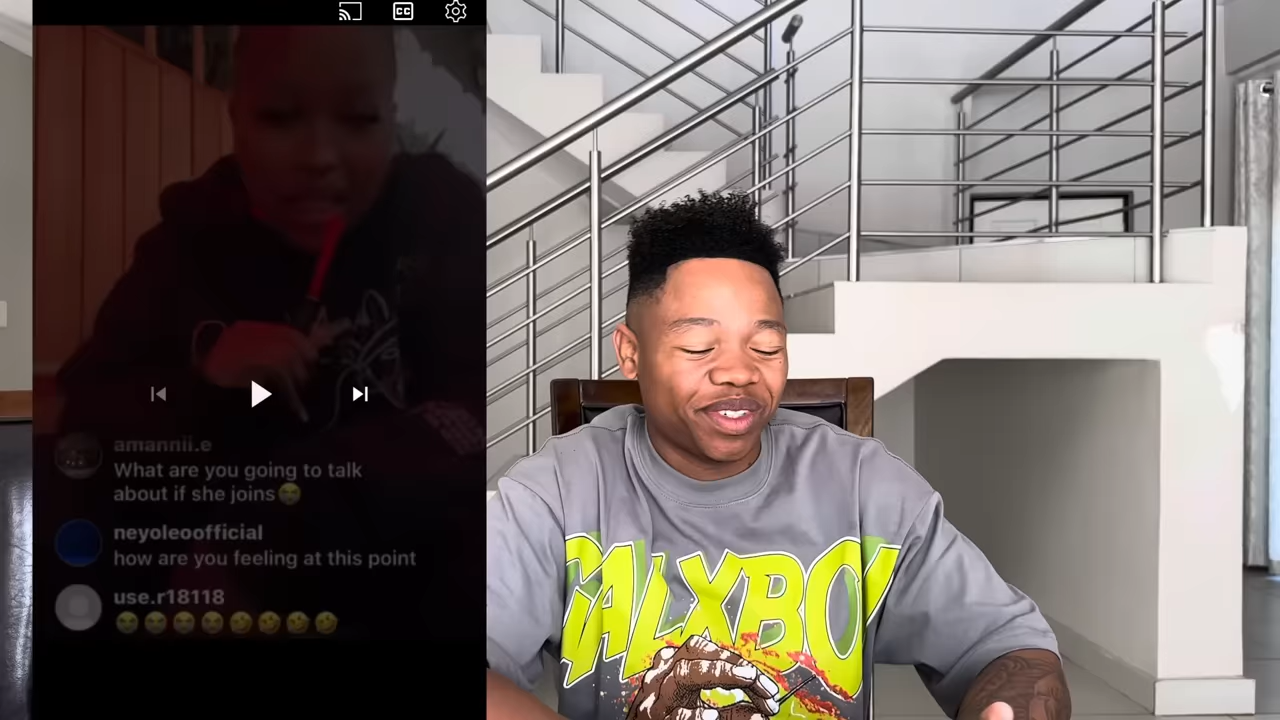 CC
amannii.e
What are you going to talk
about if she joins😭
neyoleoofficial
how are you feeling at this point
use.r18118
😭😭😭😭🤣🤣🤣🤣
GALXBOY